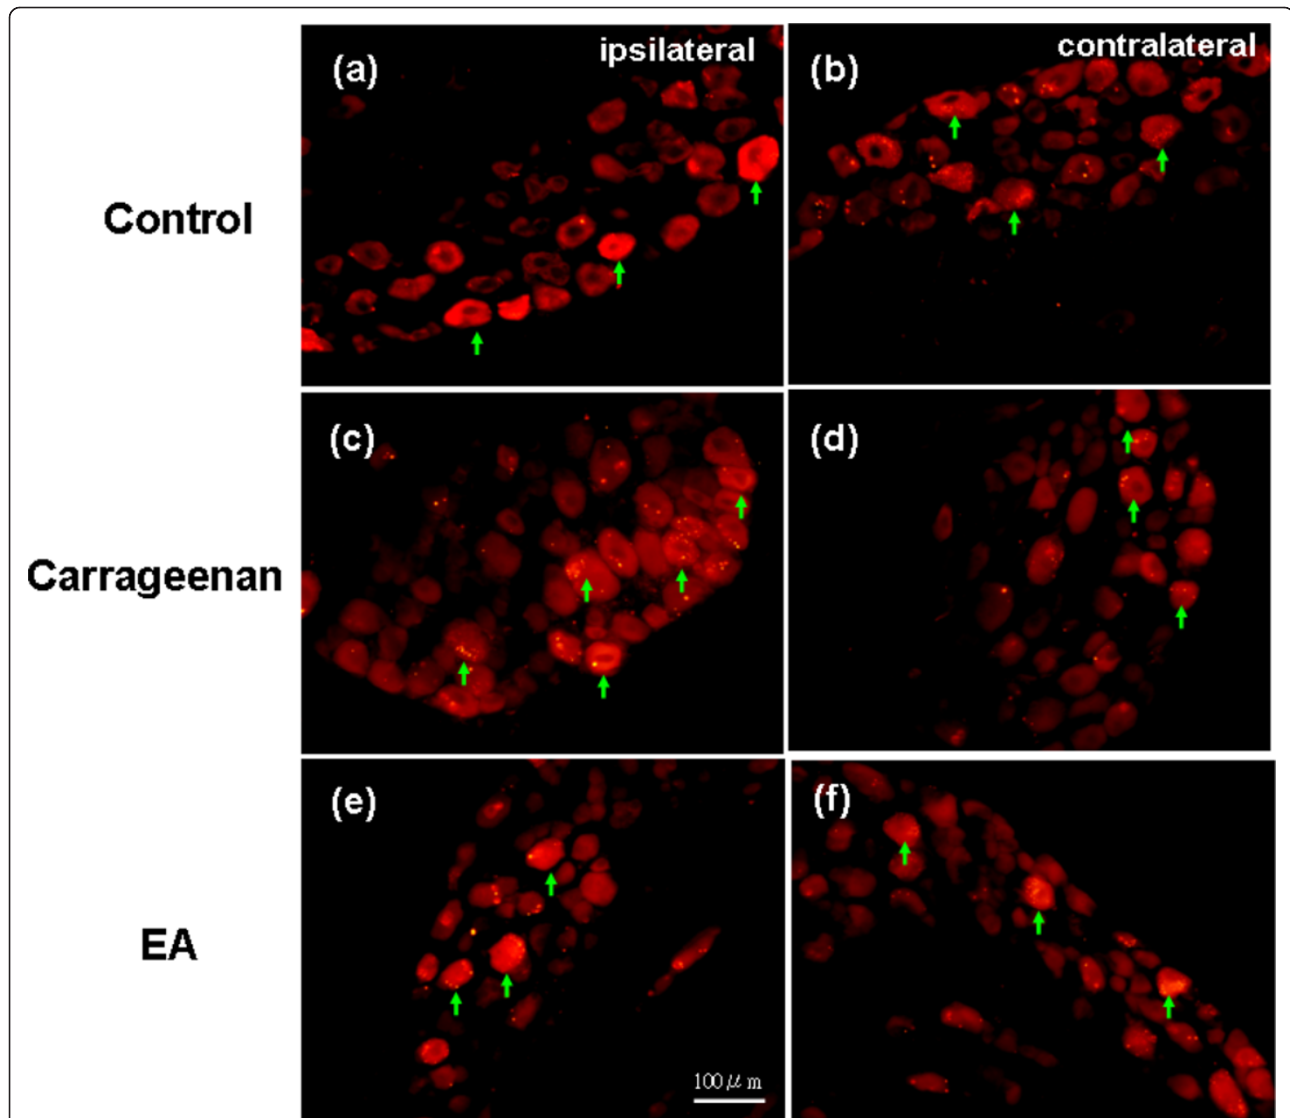 ipsilateral
contralateral
(a)
(b)
Control
(c)
(d)
Carrageenan
(e)
(f)
EA
100 μ m